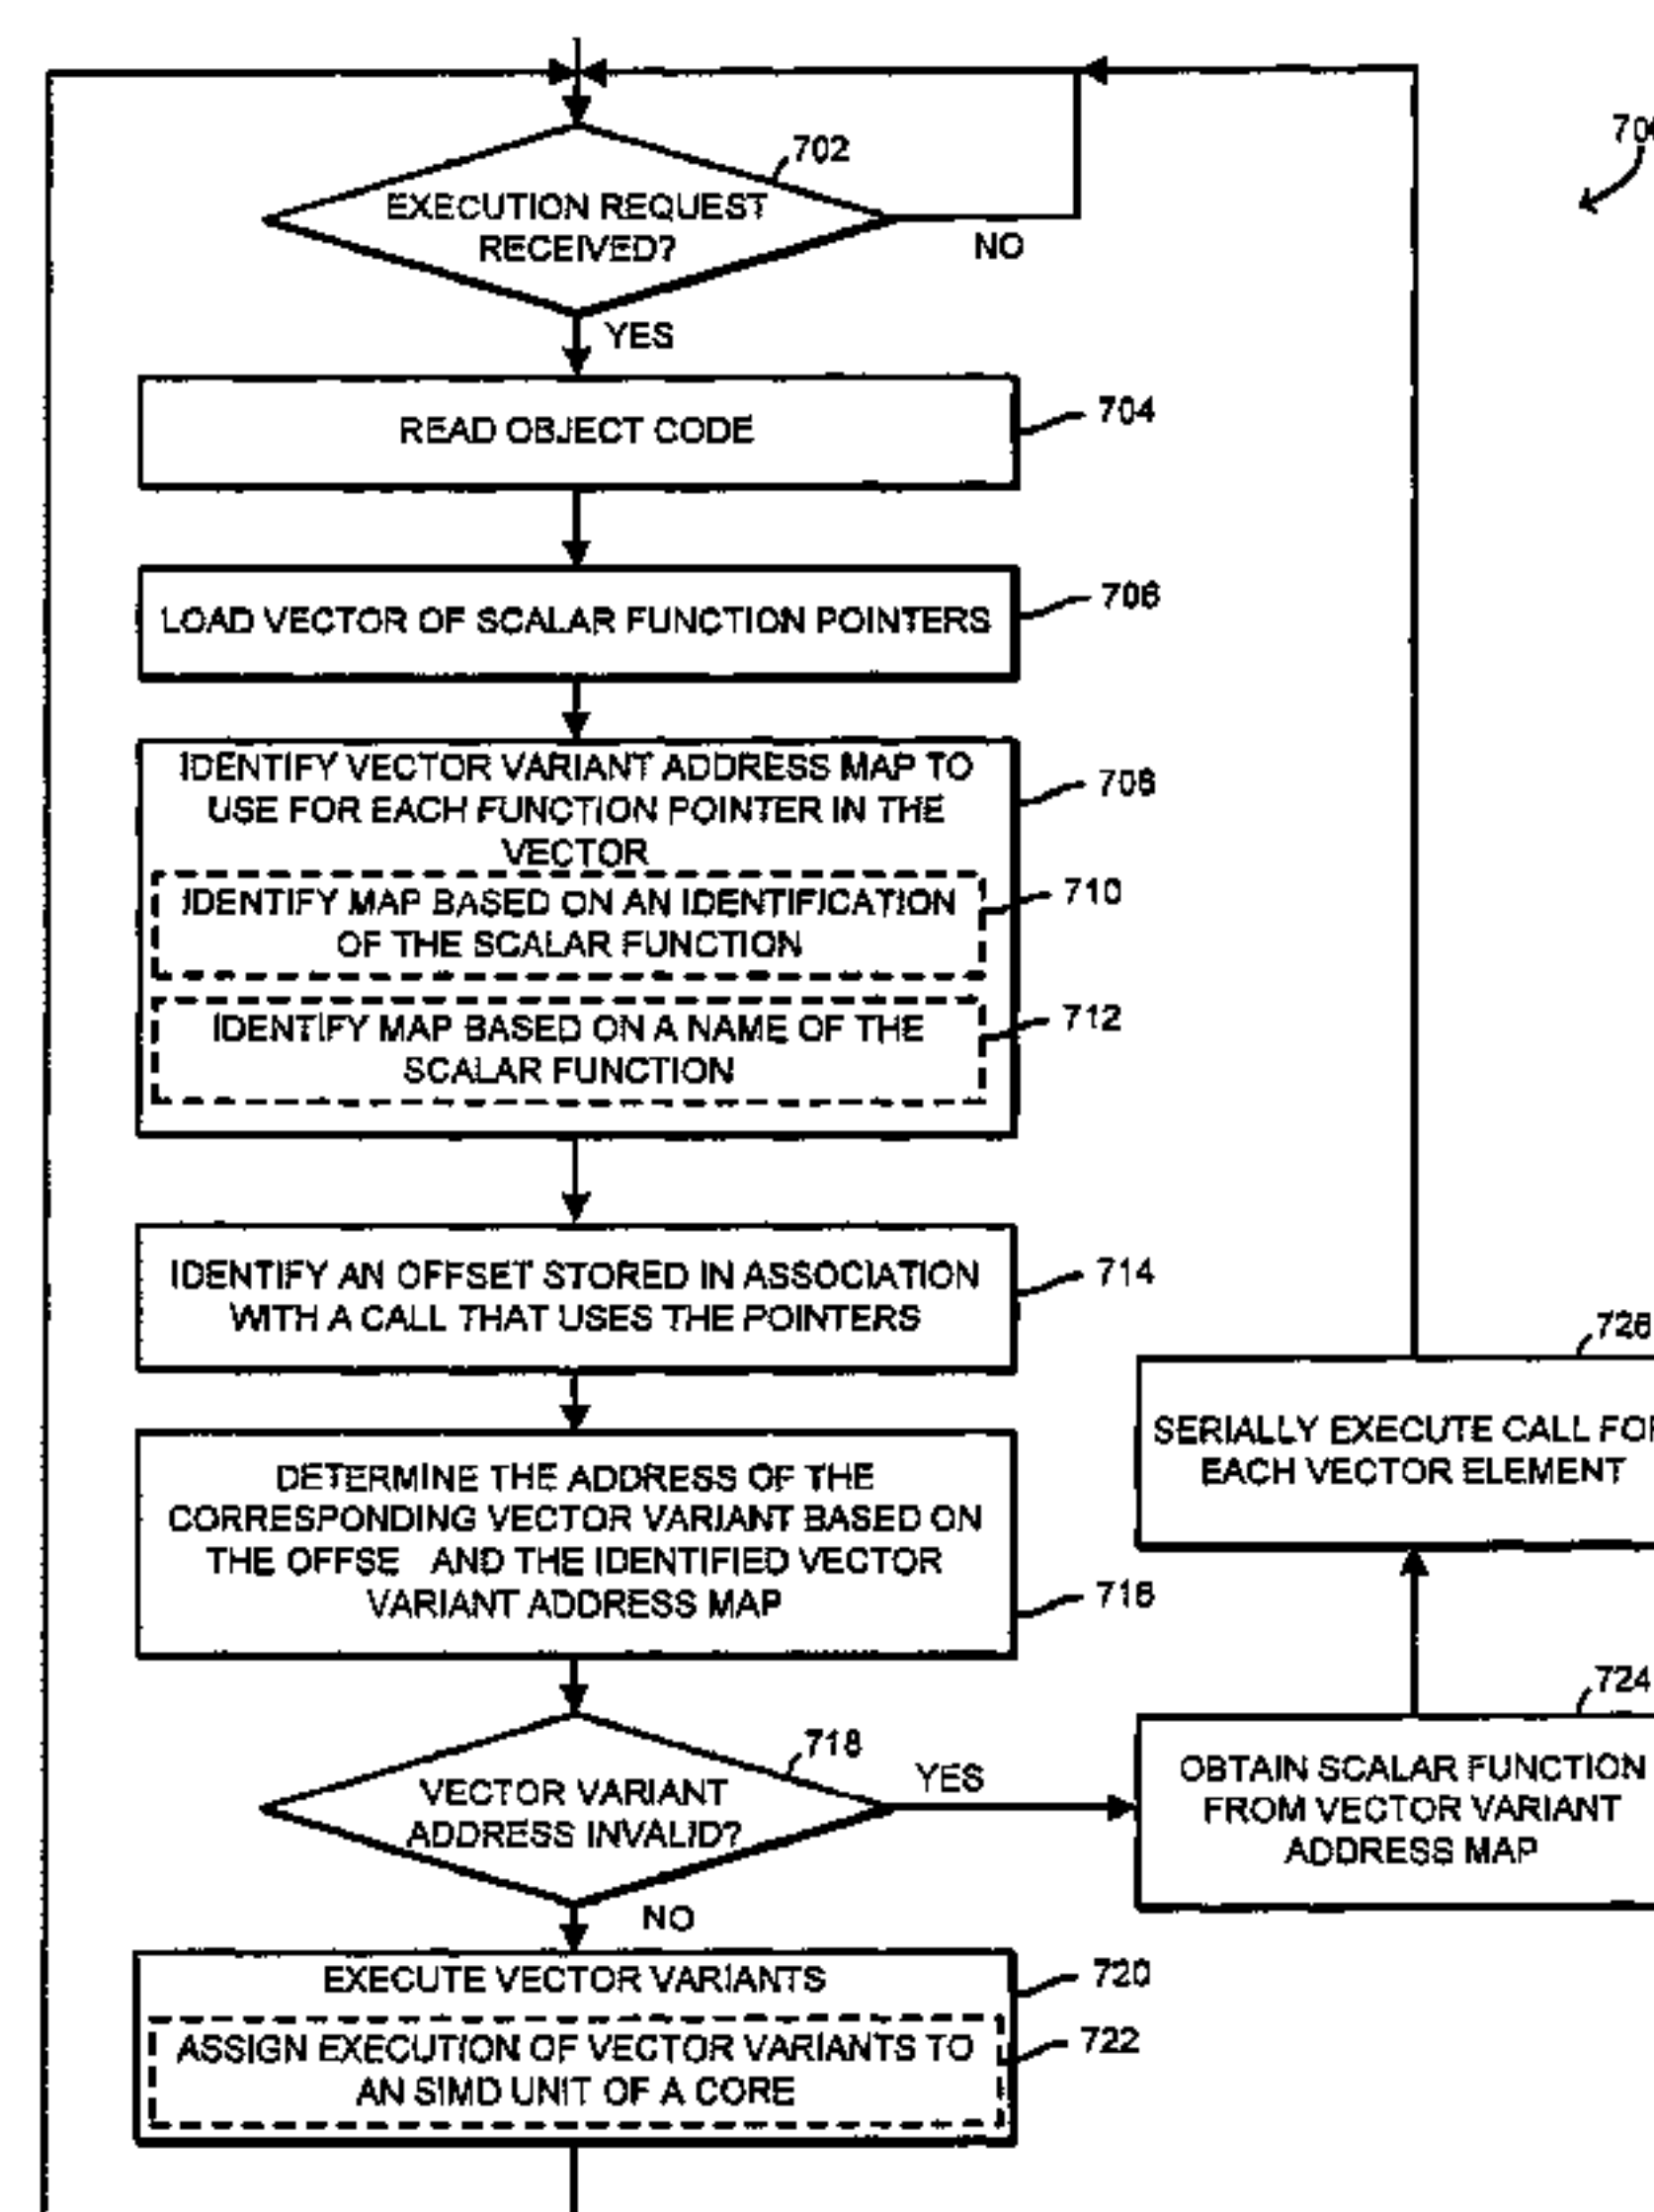 700
702
EXECUTION REQUEST
RECEIVED?
NO
YES
READ OBJECT CODE
704
LOAD VECTOR OF SCALAR FUNCTION POINTERS
706
IDENTIFY VECTOR VARIANT ADDRESS MAP TO
USE FOR EACH FUNCTION POINTER IN THE
VECTOR
708
IDENTIFY MAP BASED ON AN IDENTIFICATION
OF THE SCALAR FUNCTION
710
IDENTIFY MAP BASED ON A NAME OF THE
SCALAR FUNCTION
712
IDENTIFY AN OFFSET STORED IN ASSOCIATION
WITH A CALL THAT USES THE POINTERS
714
DETERMINE THE ADDRESS OF THE
CORRESPONDING VECTOR VARIANT BASED ON
THE OFFSE AND THE IDENTIFIED VECTOR
VARIANT ADDRESS MAP
716
718
VECTOR VARIANT
ADDRESS INVALID?
YES
NO
EXECUTE VECTOR VARIANTS
720
ASSIGN EXECUTION OF VECTOR VARIANTS TO
AN SIMD UNIT OF A CORE
722
726
SERIALLY EXECUTE CALL FOR
EACH VECTOR ELEMENT
724
OBTAIN SCALAR FUNCTION
FROM VECTOR VARIANT
ADDRESS MAP